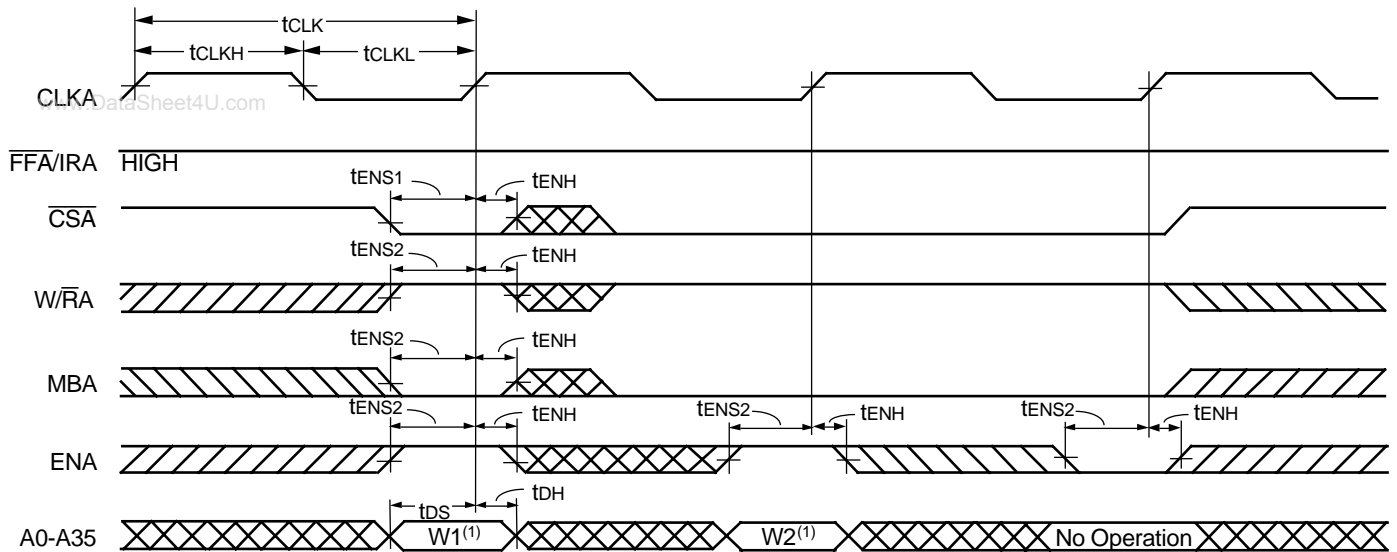 tCLK
tCLKH tCLKL
CLKA
www.DataSheet4U.com
FFA/IRA HIGH
tENS1 tENH
CSA
tENS2 tENH
W/RA
tENS2 tENH
MBA
tENS2 tENH tENS2 tENH tENS2 tENH
ENA
tDS tDH
A0-A35 W1(1) W2(1) No Operation